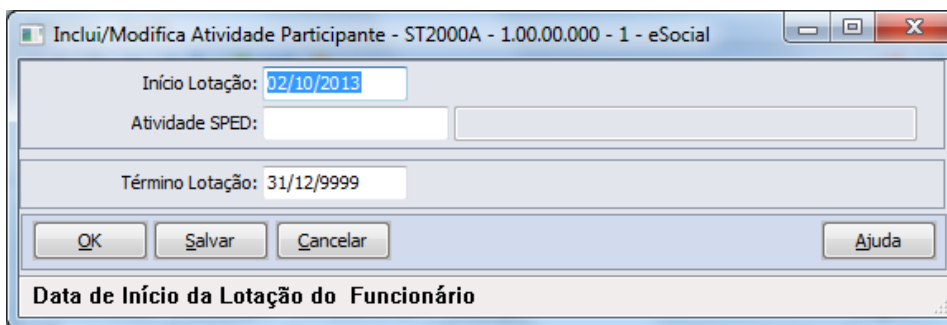 Inclui/Modifica Atividade Participante - ST2000A - 1.00.00.000 - 1 - eSocial
Início Lotação: 02/10/2013
Atividade SPED:
Término Lotação: 31/12/9999
OK Salvar Cancelar Ajuda
Data de Início da Lotação do Funcionário